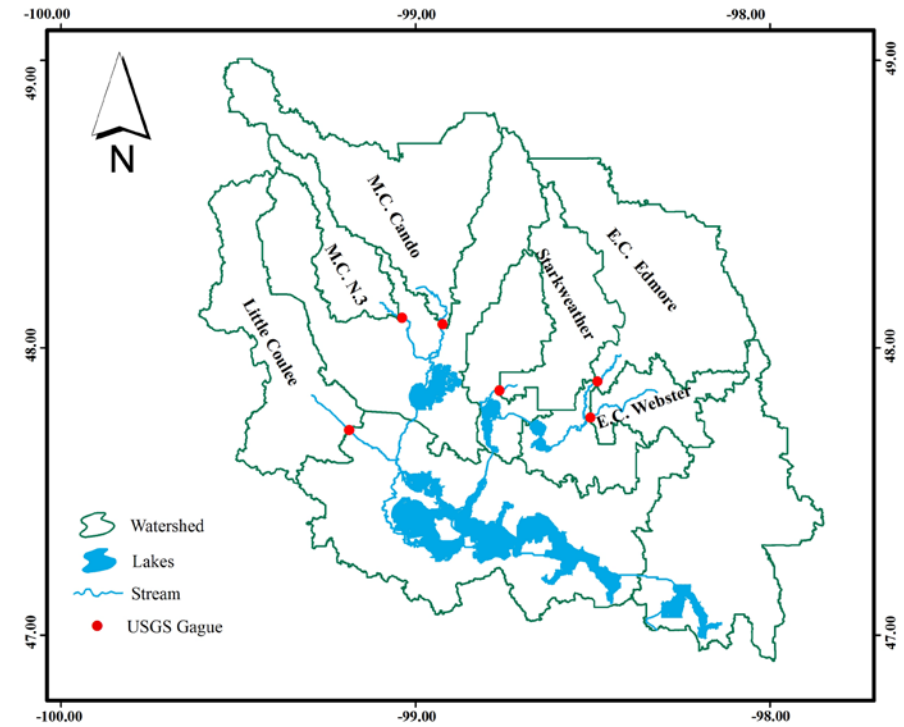 -100.00
-99.00
-98.00
49.00
49.00
N
M.C. Cando
M.C. N.3
Starkweather
E.C. Edmore
Little Coulee
48.00
48.00
E.C. Webster
Watershed
Lakes
Stream
USGS Gague
47.00
47.00
-100.00
-99.00
-98.00